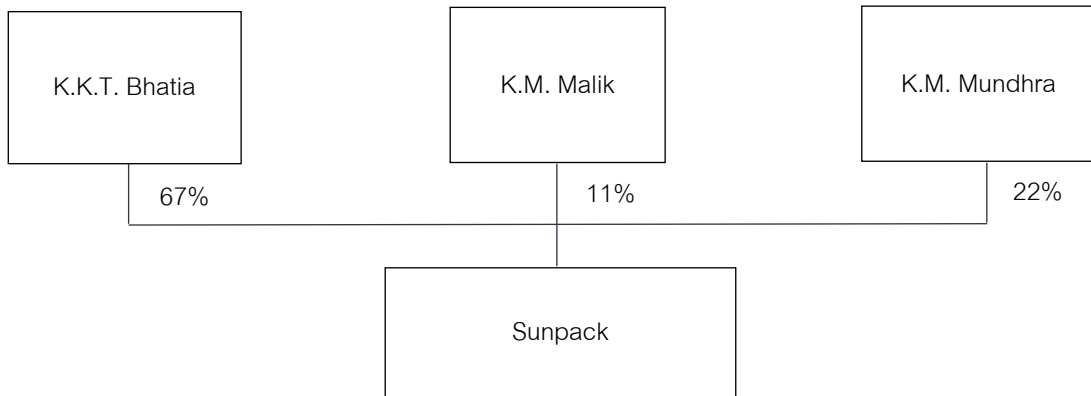 K.K.T. Bhatia
K.M. Malik
K.M. Mundhra
67%
11%
22%
Sunpack